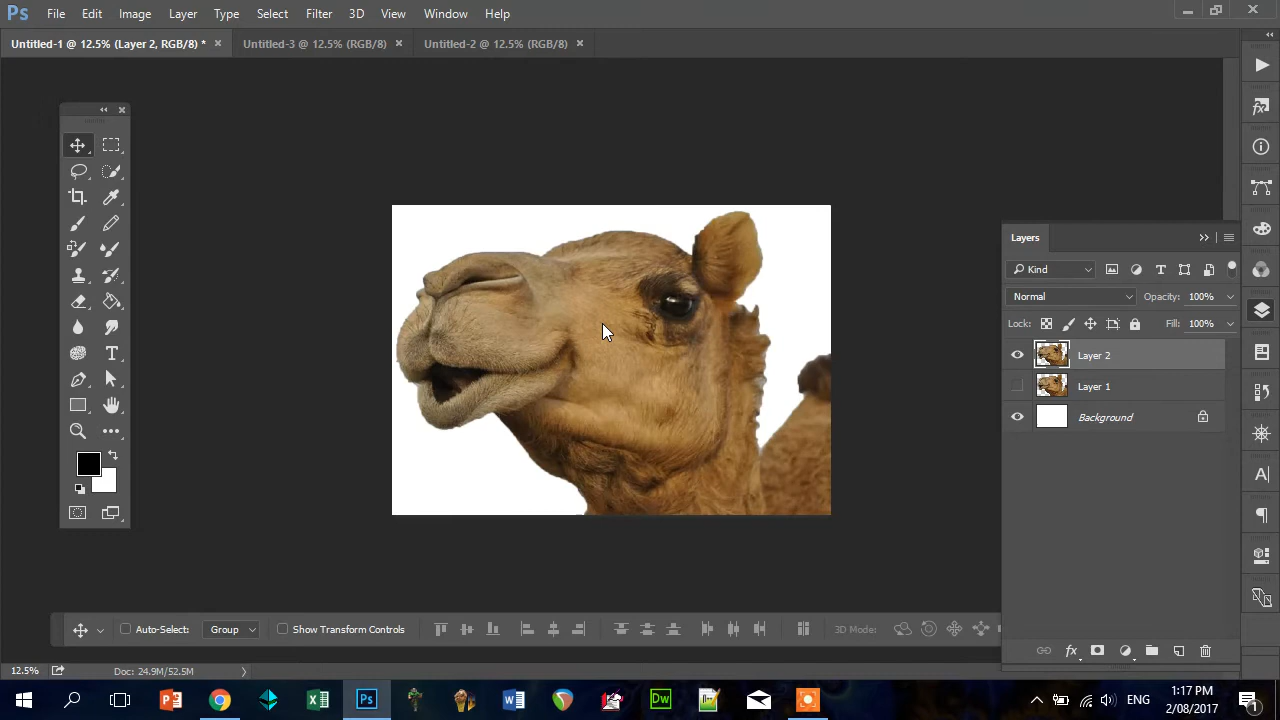 Ps File Edit Image Layer Type Select Filter 3D View Window Help
Untitled-1 @ 12.5% (Layer 2, RGB/8) * × Untitled-3 @ 12.5% (RGB/8) × Untitled-2 @ 12.5% (RGB/8) ×
Layers
Kind
Normal Opacity: 100%
Lock: Fill: 100%
Layer 2
Layer 1
Background
Auto-Select: Group Show Transform Controls 3D Mode:
12.5% Doc: 24.9M/52.5M
ENG 1:17 PM
2/08/2017